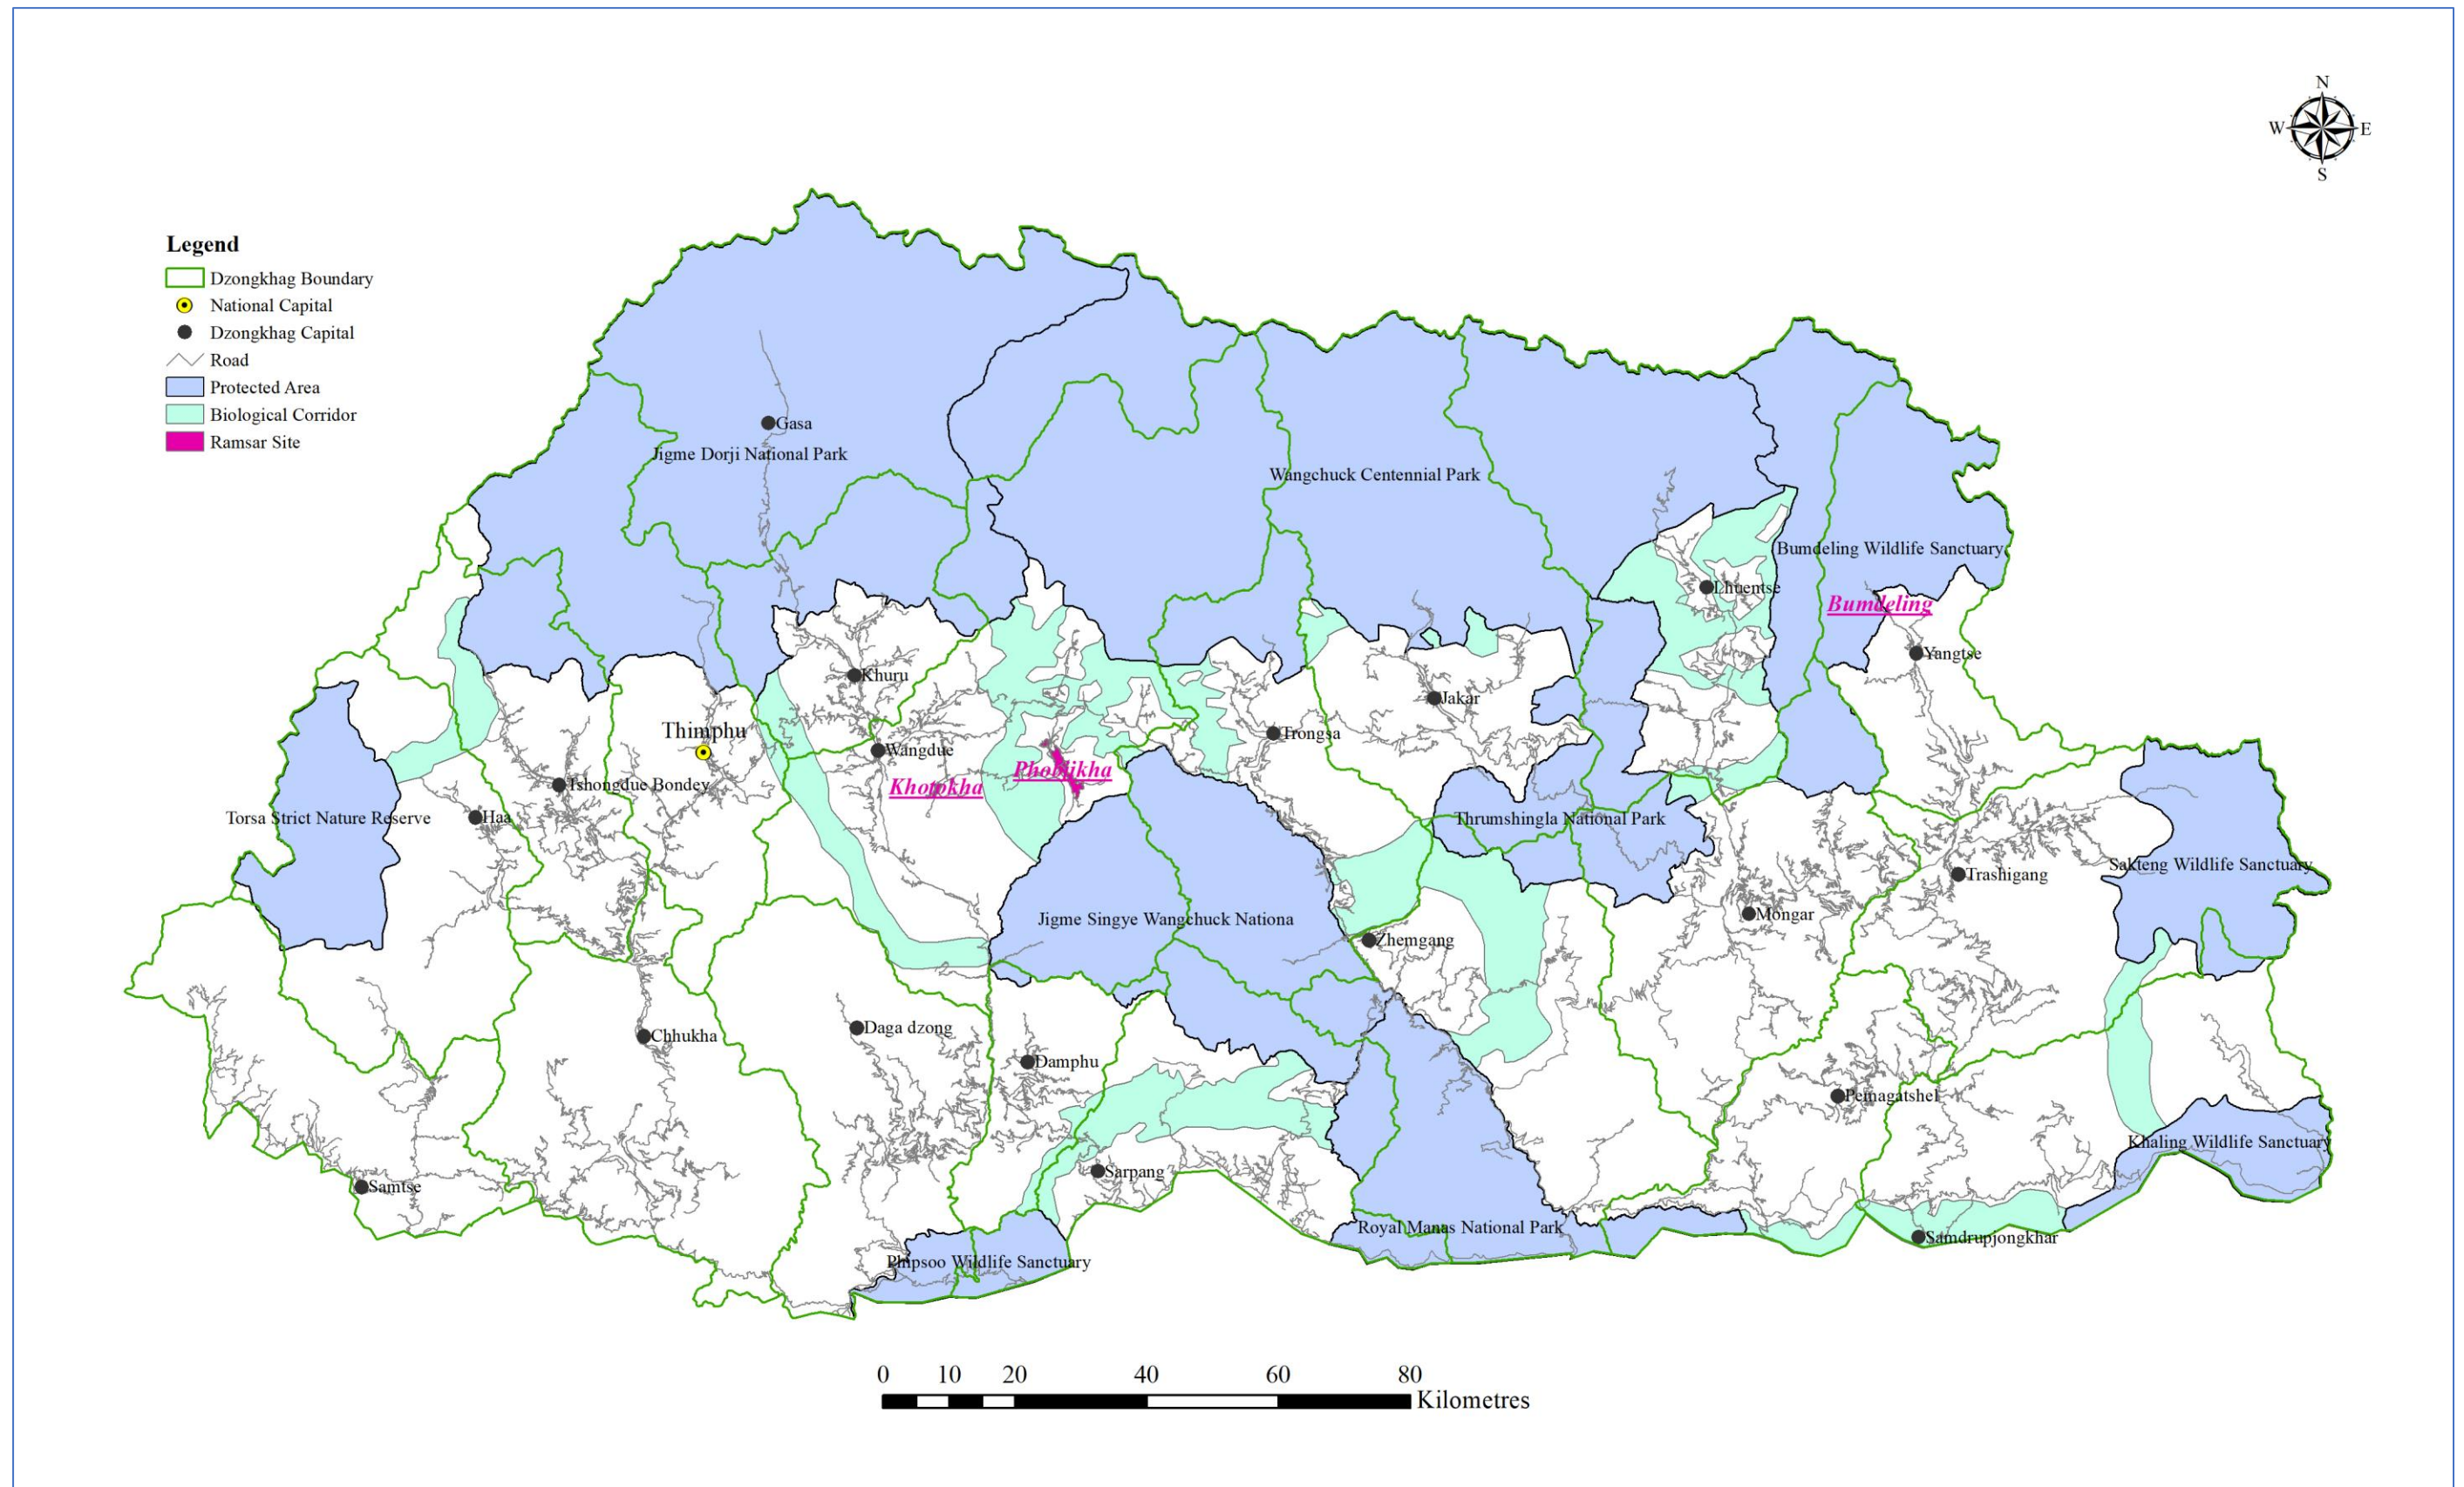 N
W E
S
Legend
Dzongkhag Boundary
National Capital
Dzongkhag Capital
Road
Protected Area
Biological Corridor
Ramsar Site
Gasa
Jigme Dorji National Park
Wangchuck Centennial Park
Bumdeling Wildlife Sanctuary
Lhuentse
Bumdeling
Yangtse
Khuru
Jakar
Thimphu
Trongsa
Wangdue
Phobjikha
Khotokha
Tshongdue Bondey
Torsa Strict Nature Reserve
Haa
Thrumshingla National Park
Sakteng Wildlife Sanctuary
Trashigang
Mongar
Jigme Singye Wangchuck Nationa
Zhemgang
Daga dzong
Chhukha
Damphu
Pemagatshel
Khaling Wildlife Sanctuary
Sarpang
Samtse
Royal Manas National Park
Samdrupjongkhar
Phipsoo Wildlife Sanctuary
0 10 20 40 60 80
Kilometres